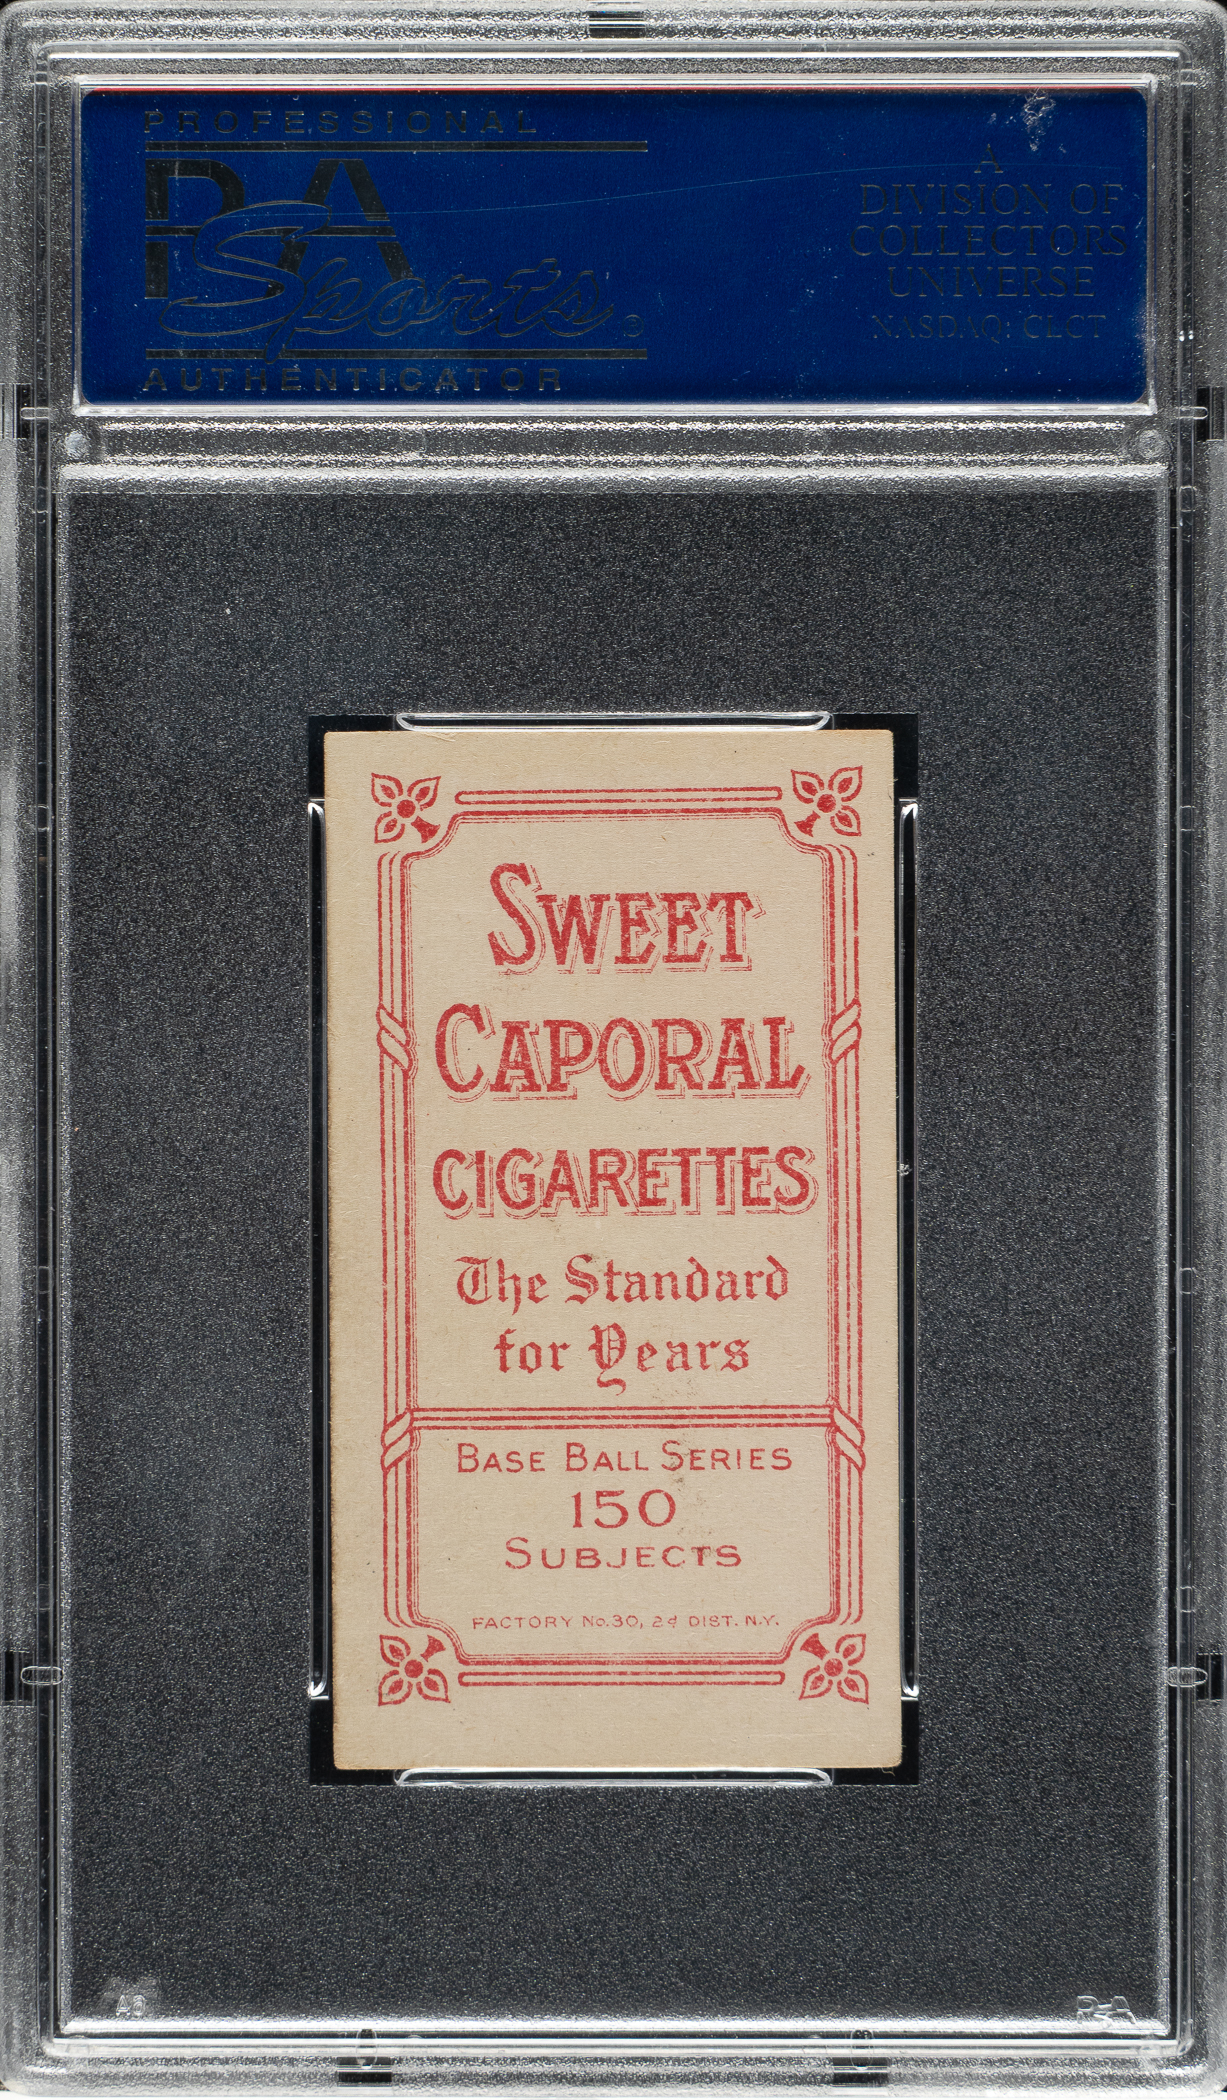 PROFESSIONAL
PSA
Sports
AUTHENTICATOR
A
DIVISION OF
COLLECTORS
UNIVERSE
NASDAQ: CLCT
SWEET
CAPORAL
CIGARETTES
The Standard
for Years
BASE BALL SERIES
150
SUBJECTS
FACTORY No. 30, 2d DIST. N.Y.
PSA